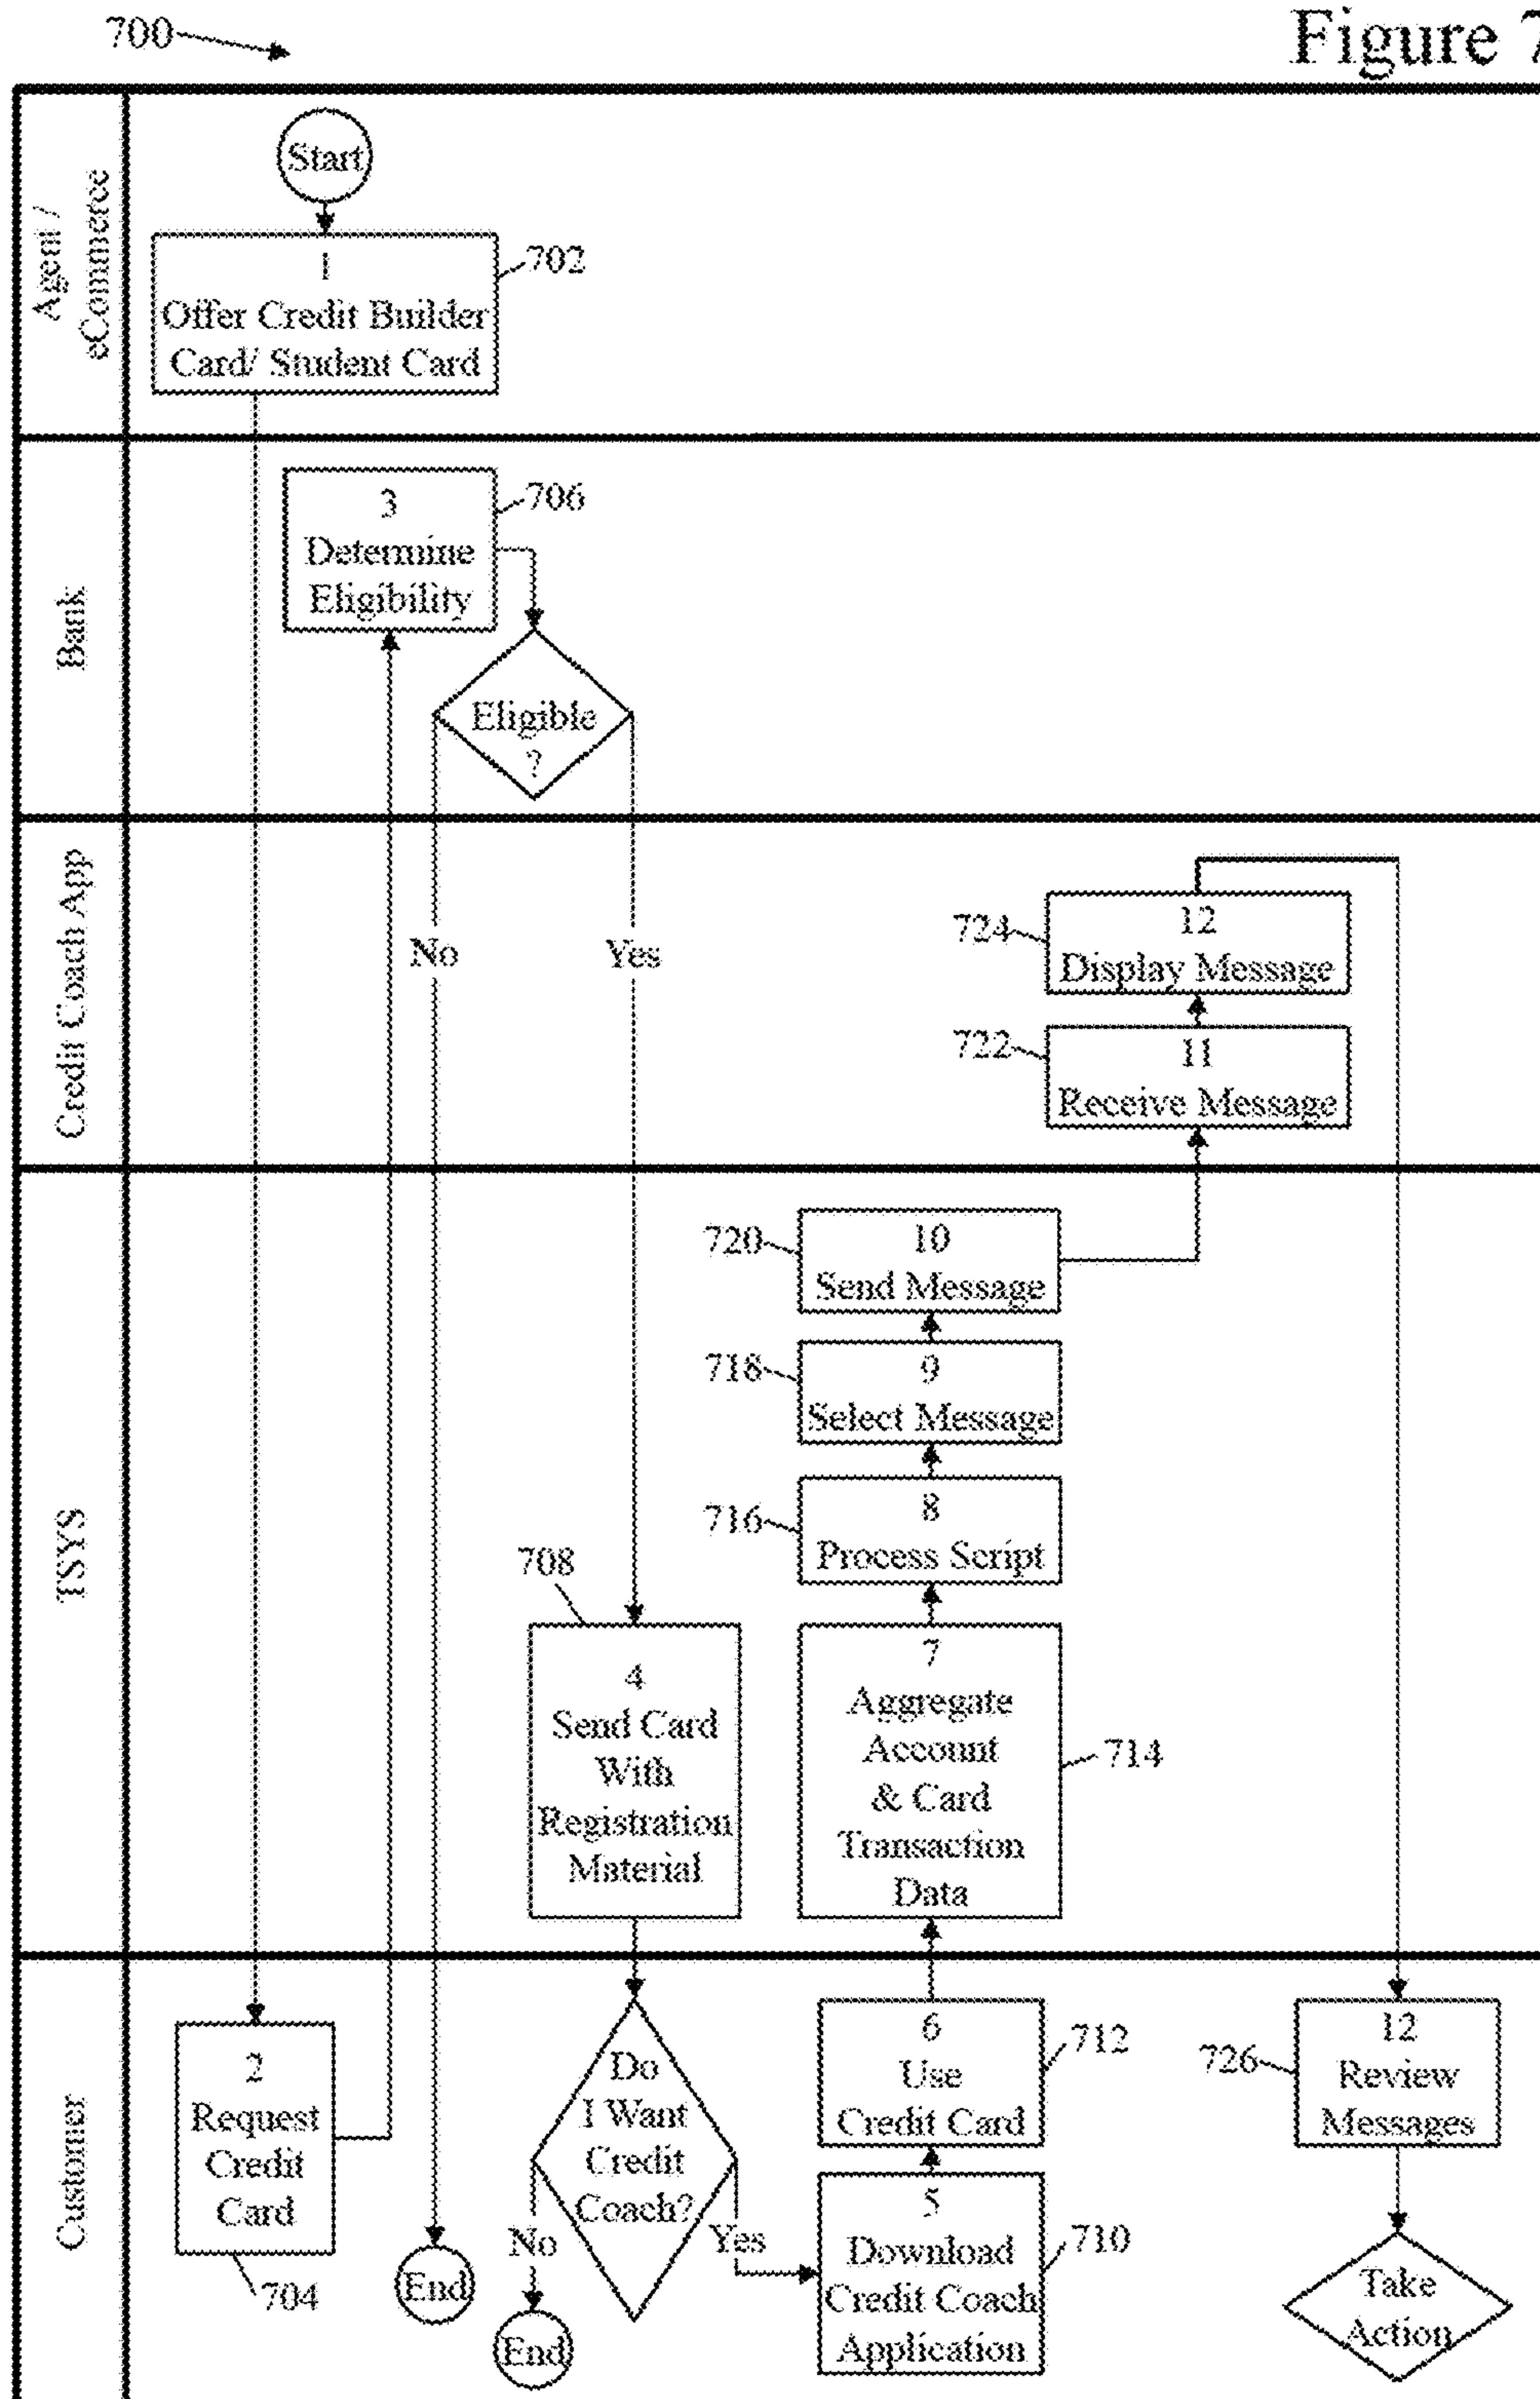 700
Figure 7
Agent /
eCommerce
Start
1
Offer Credit Builder
Card/ Student Card
702
Bank
3
Determine
Eligibility
706
Eligible
?
No
Yes
Credit Coach App
724
12
Display Message
722
11
Receive Message
TSYS
720
10
Send Message
718
9
Select Message
716
8
Process Script
708
4
Send Card
With
Registration
Material
7
Aggregate
Account
& Card
Transaction
Data
714
Customer
2
Request
Credit
Card
704
End
Do
I Want
Credit
Coach?
No
Yes
End
6
Use
Credit Card
712
5
Download
Credit Coach
Application
710
726
12
Review
Messages
Take
Action